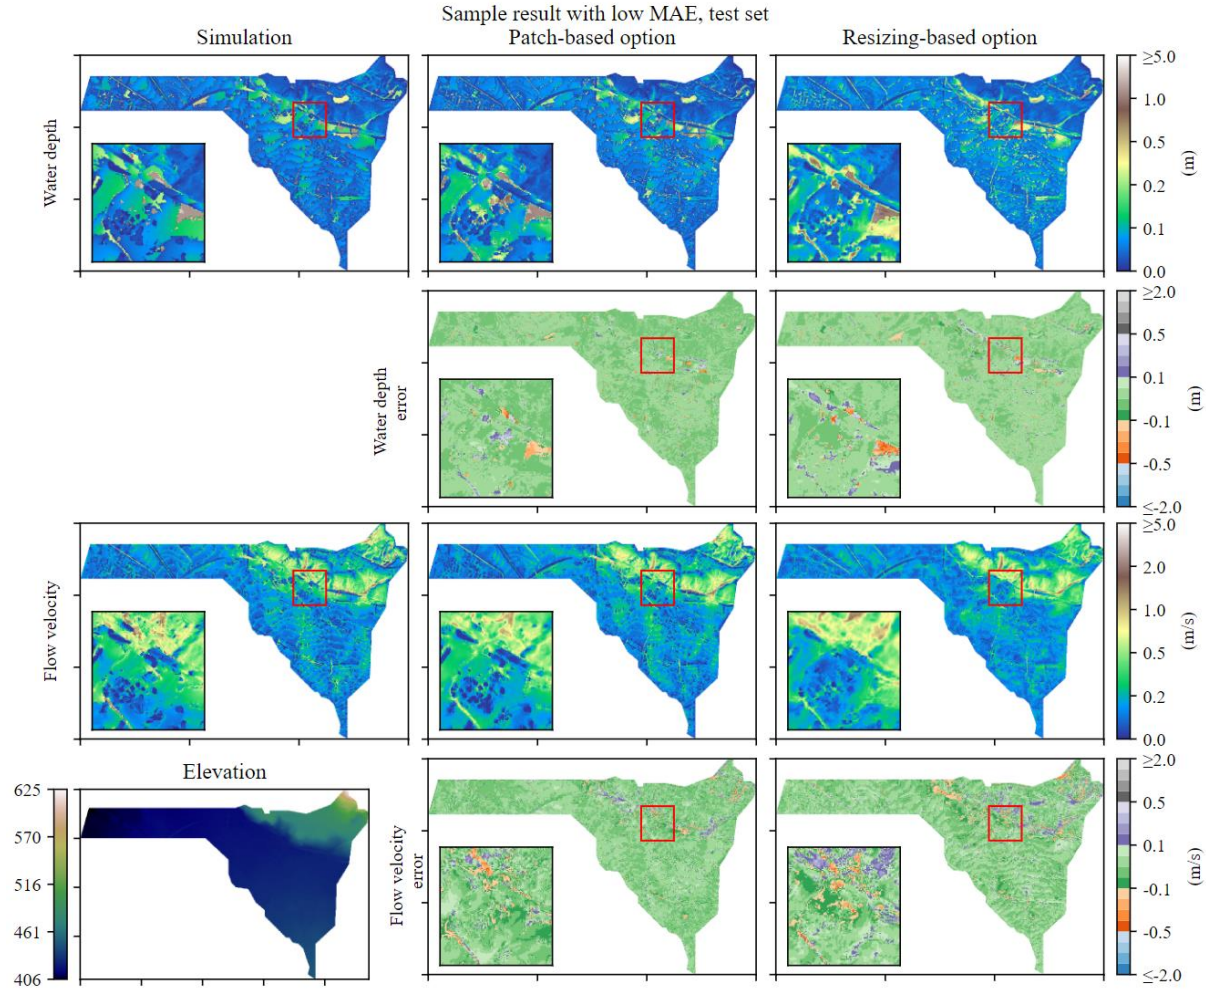 Sample result with low MAE, test set
Simulation
Patch-based option
Resizing-based option
Water depth
≥5.0
1.0
0.5
0.2
0.1
0.0
(m)
Water depth
error
≥2.0
0.5
0.1
-0.1
-0.5
≤-2.0
(m)
Flow velocity
≥5.0
2.0
1.0
0.5
0.2
0.0
(m/s)
Elevation
625
570
516
461
406
Flow velocity
error
≥2.0
0.5
0.1
-0.1
-0.5
≤-2.0
(m/s)